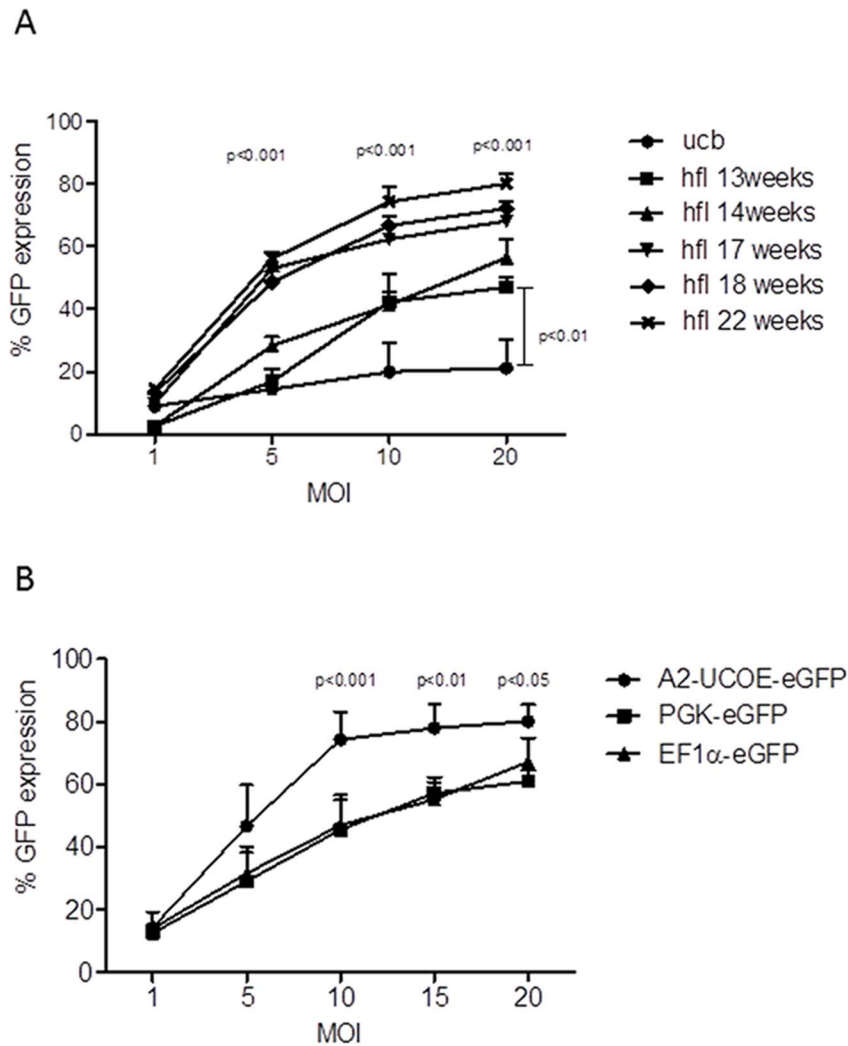 A
100
80
60
40
20
0
% GFP expression
p<0.001
p<0.001
p<0.001
p<0.01
1
5
10
20
MOI
ucb
hfl 13weeks
hfl 14weeks
hfl 17 weeks
hfl 18 weeks
hfl 22 weeks
B
100
80
60
40
20
0
% GFP expression
p<0.001
p<0.01
p<0.05
1
5
10
15
20
MOI
A2-UCOE-eGFP
PGK-eGFP
EF1α-eGFP